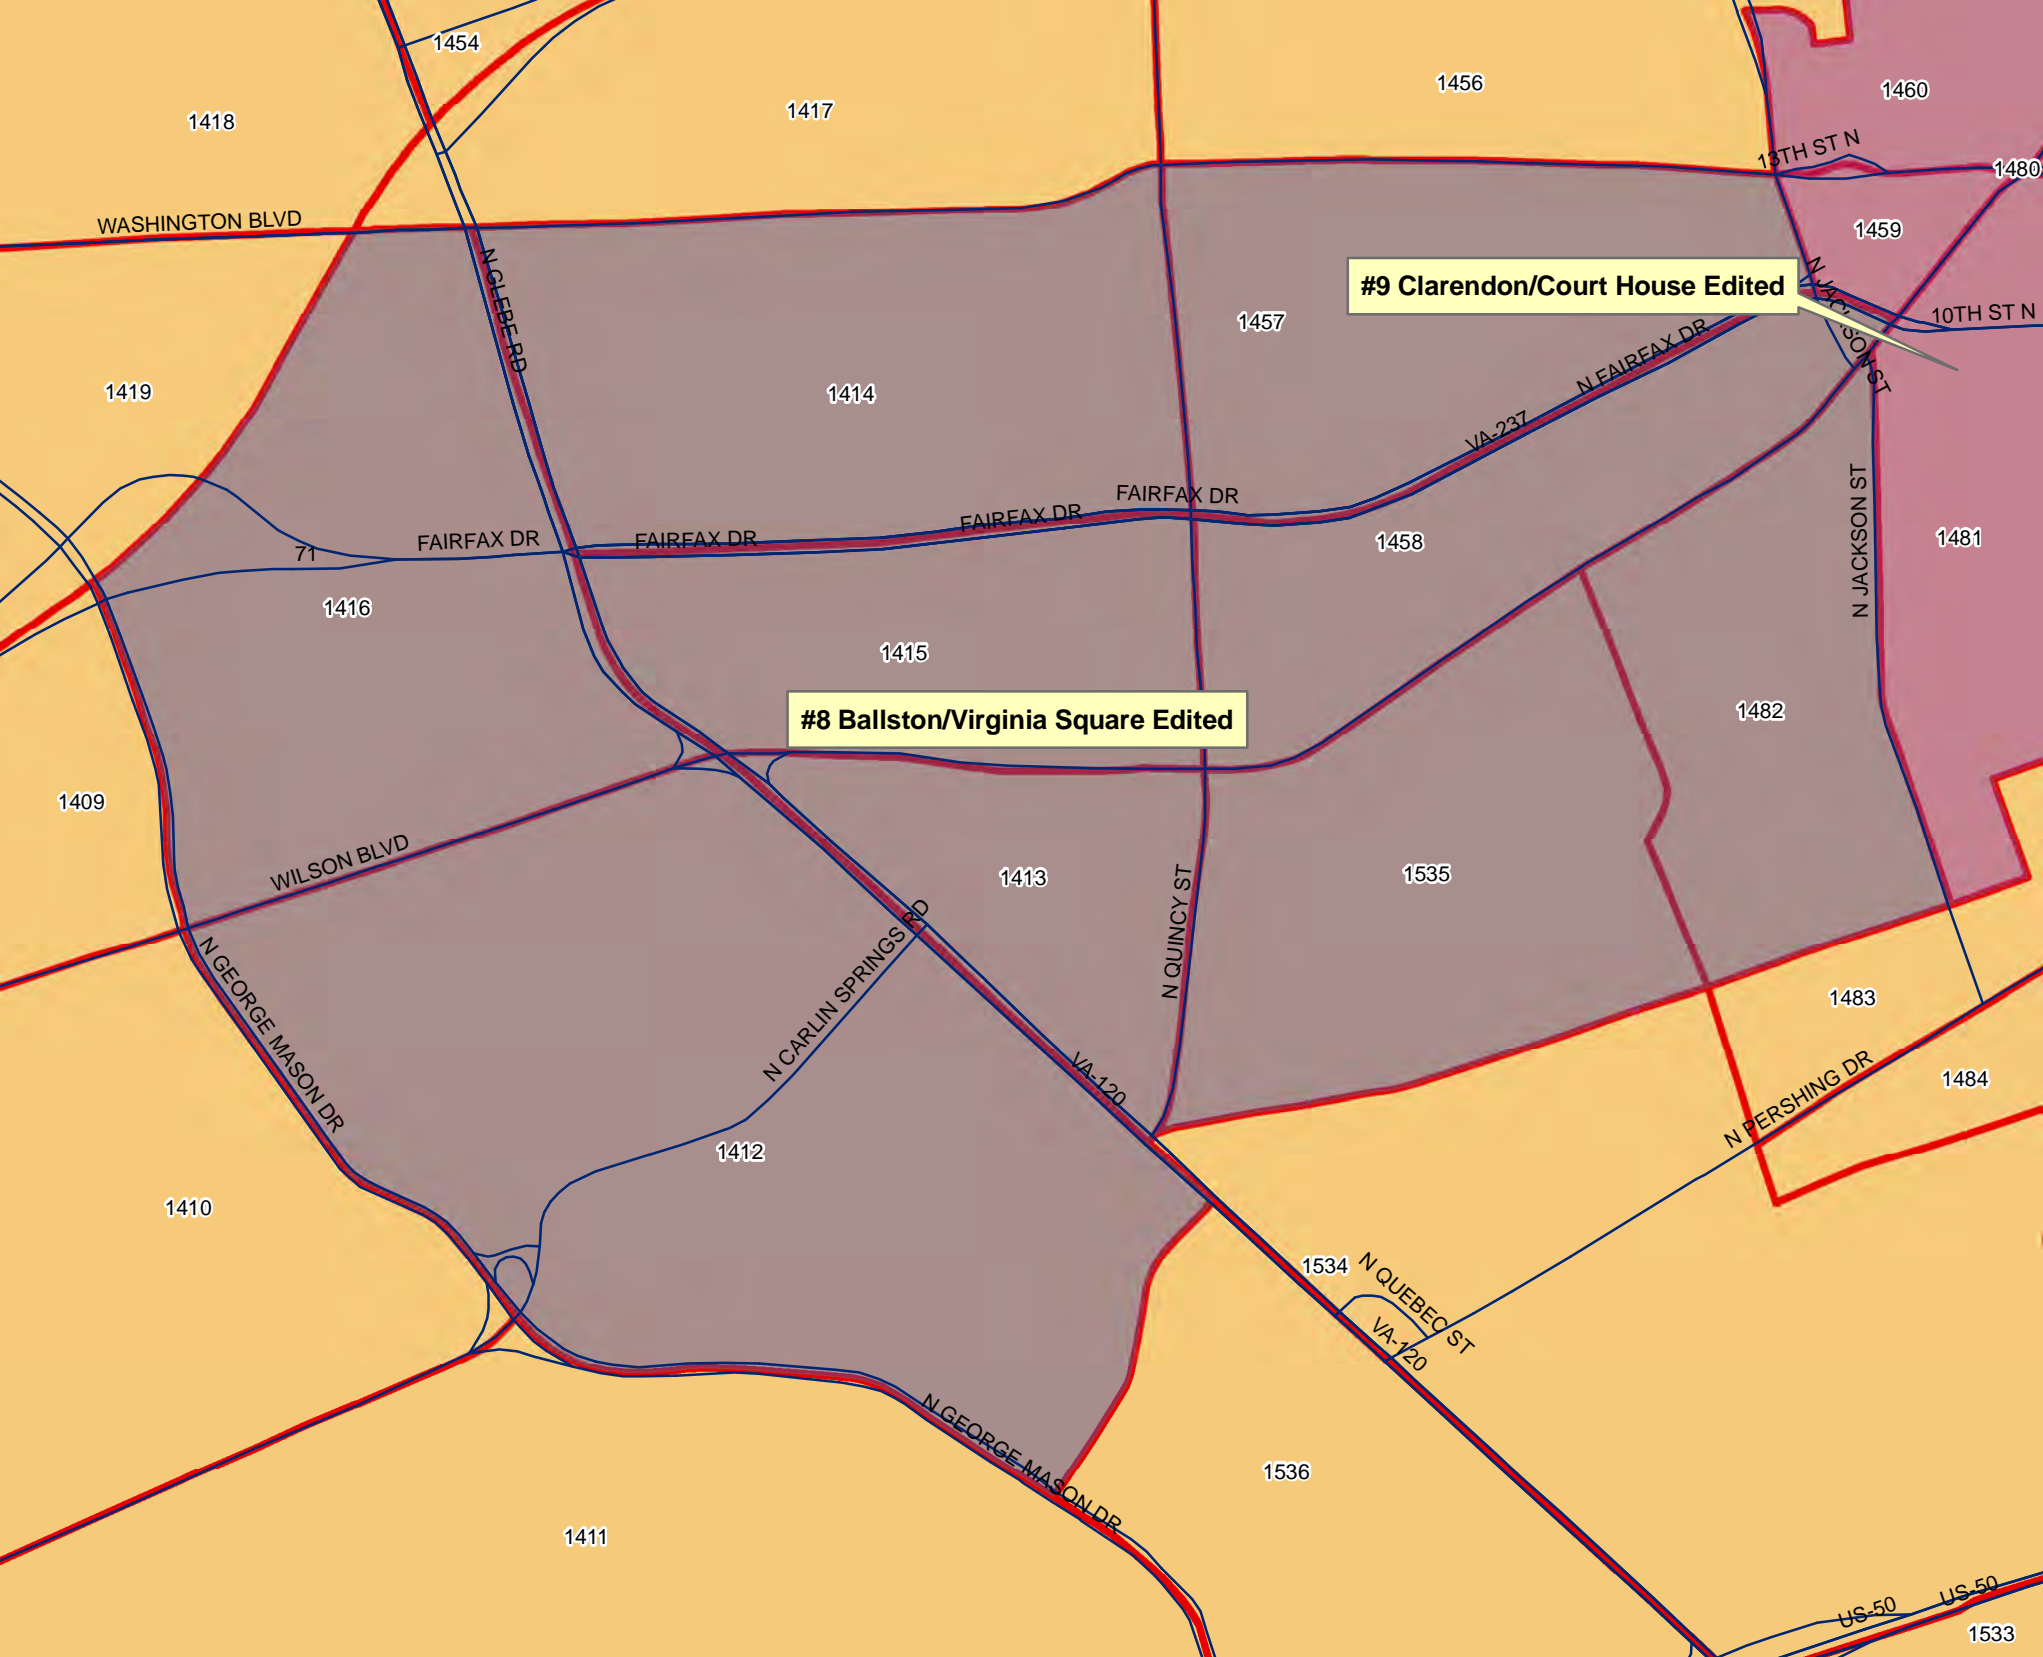 1454
1456
1460
1417
1418
13TH ST N
1480
WASHINGTON BLVD
1459
N GLEBE RD
#9 Clarendon/Court House Edited
N JACKSON ST
10TH ST N
1457
N FAIRFAX DR
1419
1414
VA-237
FAIRFAX DR
FAIRFAX DR
FAIRFAX DR
FAIRFAX DR
71
1458
1481
N JACKSON ST
1416
1415
#8 Ballston/Virginia Square Edited
1482
1409
WILSON BLVD
1413
1535
N QUINCY ST
N CARLIN SPRINGS RD
N GEORGE MASON DR
1483
VA-120
1484
N PERSHING DR
1412
1410
1534
N QUEBEC ST
VA-120
N GEORGE MASON DR
1536
1411
US-50
US-50
1533